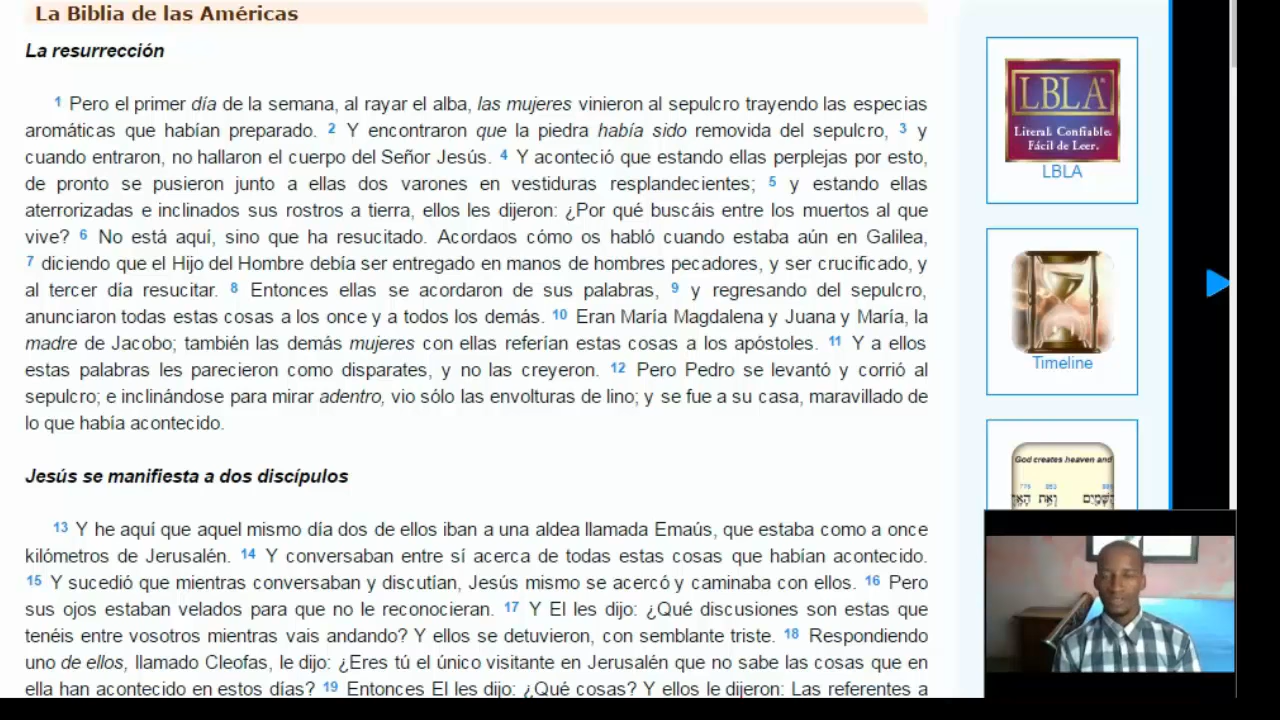 La Biblia de las Américas
La resurrección
1 Pero el primer día de la semana, al rayar el alba, las mujeres vinieron al sepulcro trayendo las especias
aromáticas que habían preparado. 2 Y encontraron que la piedra había sido removida del sepulcro, 3 y
cuando entraron, no hallaron el cuerpo del Señor Jesús. 4 Y aconteció que estando ellas perplejas por esto,
de pronto se pusieron junto a ellas dos varones en vestiduras resplandecientes; 5 y estando ellas
aterrorizadas e inclinados sus rostros a tierra, ellos les dijeron: ¿Por qué buscáis entre los muertos al que
vive? 6 No está aquí, sino que ha resucitado. Acordaos cómo os habló cuando estaba aún en Galilea,
7 diciendo que el Hijo del Hombre debía ser entregado en manos de hombres pecadores, y ser crucificado, y
al tercer día resucitar. 8 Entonces ellas se acordaron de sus palabras, 9 y regresando del sepulcro,
anunciaron todas estas cosas a los once y a todos los demás. 10 Eran María Magdalena y Juana y María, la
madre de Jacobo; también las demás mujeres con ellas referían estas cosas a los apóstoles. 11 Y a ellos
estas palabras les parecieron como disparates, y no las creyeron. 12 Pero Pedro se levantó y corrió al
sepulcro; e inclinándose para mirar adentro, vio sólo las envolturas de lino; y se fue a su casa, maravillado de
lo que había acontecido.
Jesús se manifiesta a dos discípulos
13 Y he aquí que aquel mismo día dos de ellos iban a una aldea llamada Emaús, que estaba como a once
kilómetros de Jerusalén. 14 Y conversaban entre sí acerca de todas estas cosas que habían acontecido.
15 Y sucedió que mientras conversaban y discutían, Jesús mismo se acercó y caminaba con ellos. 16 Pero
sus ojos estaban velados para que no le reconocieran. 17 Y El les dijo: ¿Qué discusiones son estas que
tenéis entre vosotros mientras vais andando? Y ellos se detuvieron, con semblante triste. 18 Respondiendo
uno de ellos, llamado Cleofas, le dijo: ¿Eres tú el único visitante en Jerusalén que no sabe las cosas que en
ella han acontecido en estos días? 19 Entonces El les dijo: ¿Qué cosas? Y ellos le dijeron: Las referentes a
LBLA
Literal. Confiable.
Fácil de Leer.
LBLA
Timeline
God creates heaven and